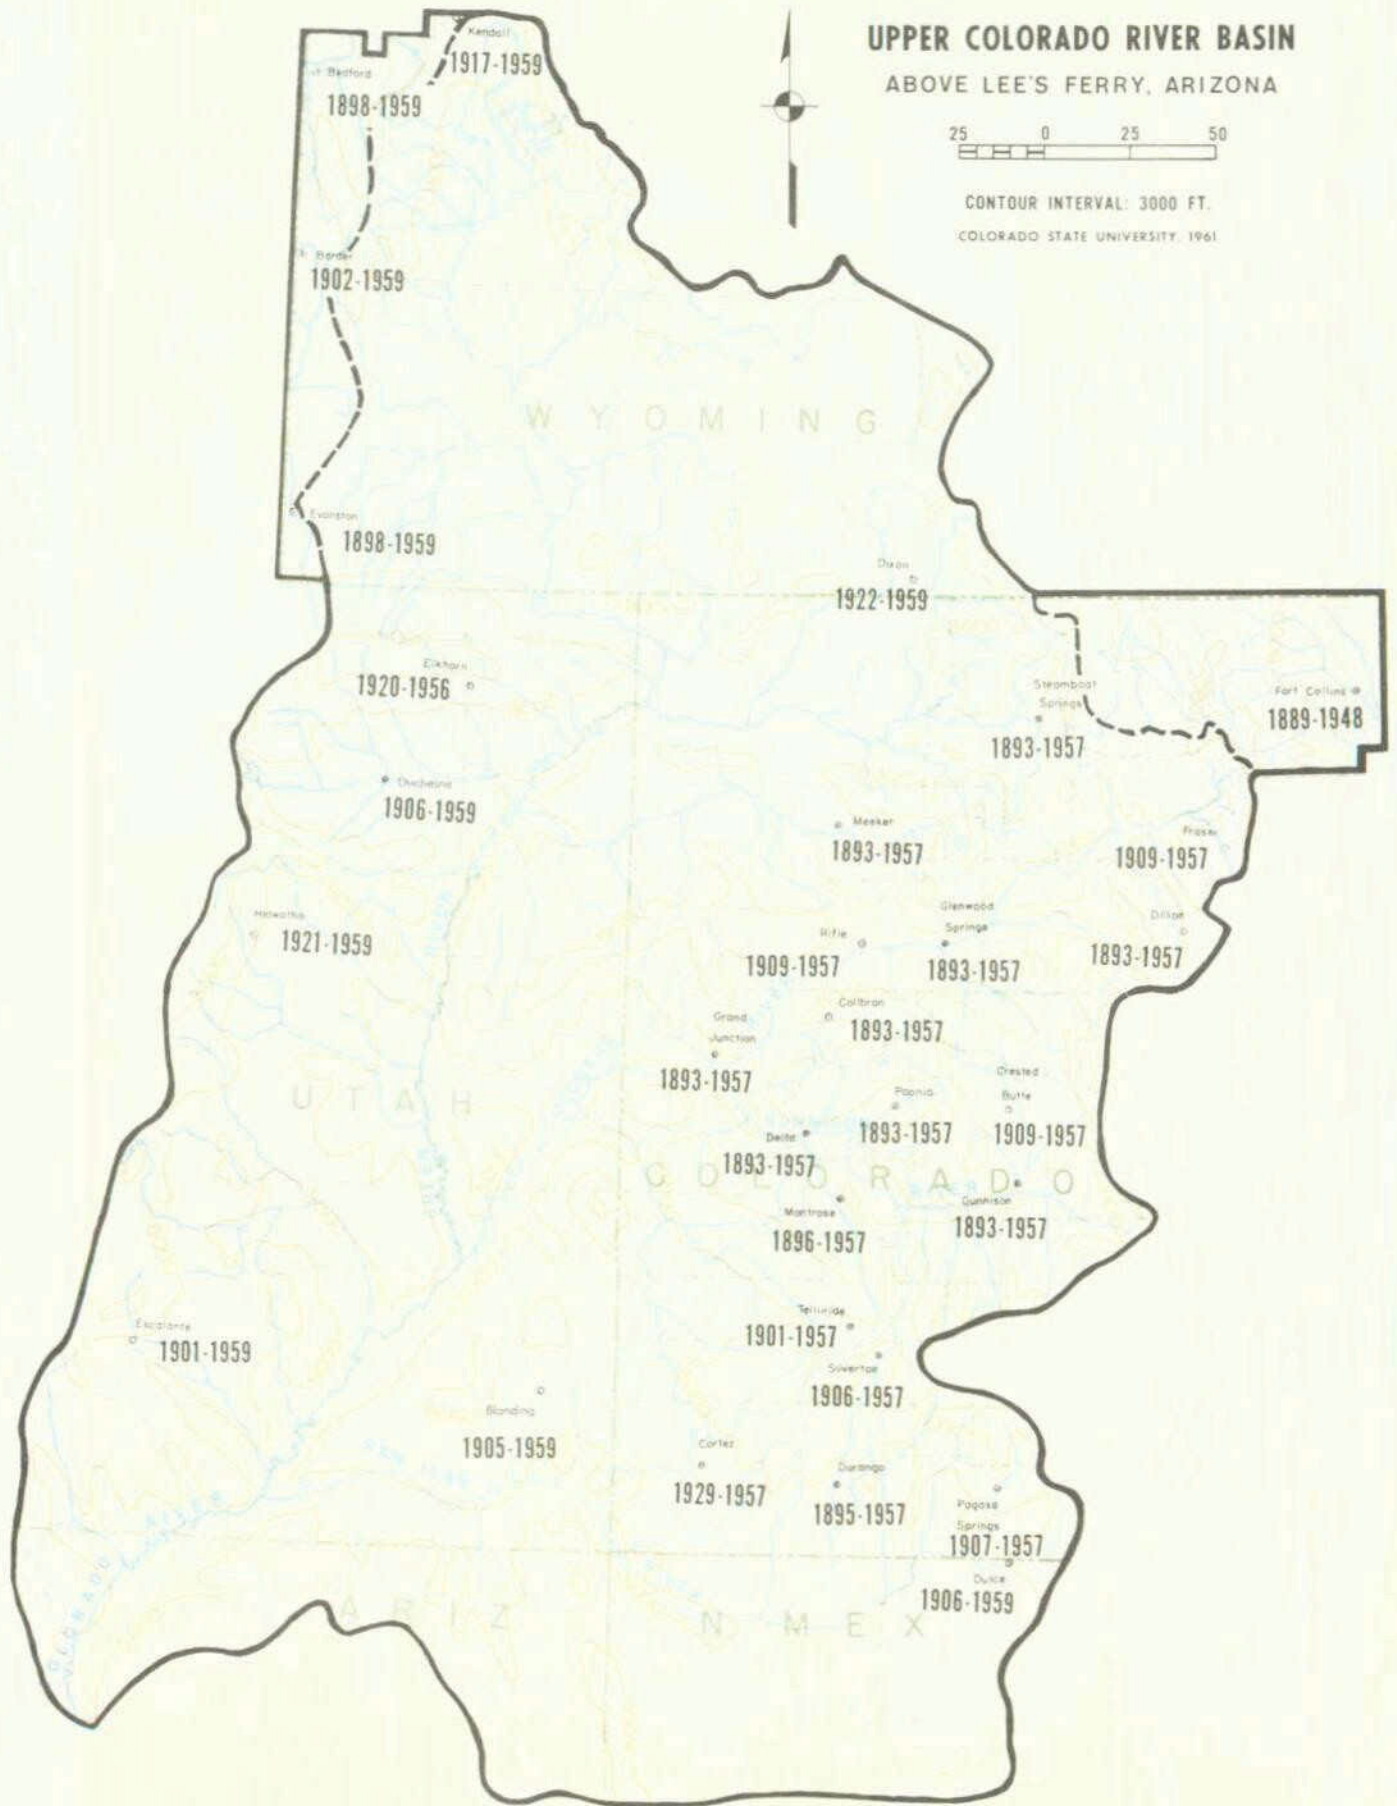 UPPER COLORADO RIVER BASIN
ABOVE LEE'S FERRY, ARIZONA
25 0 25 50
CONTOUR INTERVAL: 3000 FT.
COLORADO STATE UNIVERSITY, 1961
Kendall
1917-1959
Bedford
1898-1959
Border
1902-1959
WYOMING
Evanston
1898-1959
Dixon
1922-1959
Elkhorn
1920-1956
Steamboat
Springs
1893-1957
Fort Collins
1889-1948
Duchesne
1906-1959
Meeker
1893-1957
Fraser
1909-1957
Hiawatha
1921-1959
Rifle
1909-1957
Glenwood
Springs
1893-1957
Dillon
1893-1957
Collbran
1893-1957
Grand
Junction
1893-1957
Crested
Butte
1909-1957
Paonia
1893-1957
UTAH
RIVER
GREEN
Delta
1893-1957
COLORADO
Gunnison
1893-1957
Montrose
1896-1957
Telluride
1901-1957
Silverton
1906-1957
Escalante
1901-1959
Blanding
1905-1959
SAN JUAN
Cortez
1929-1957
Durango
1895-1957
Pagosa
Springs
1907-1957
Dulce
1906-1959
COLORADO RIVER
ARIZ
N MEX